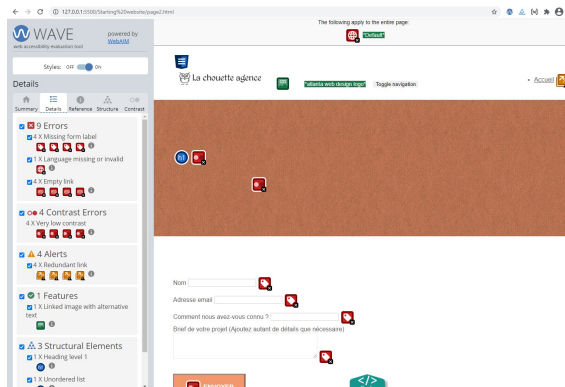 127.0.0.1:5500/Starting%20website/page2.html
WAVE
powered by
WebAIM
web accessibility evaluation tool
Styles: OFF ON
Details
Summary Details Reference Structure Contrast
9 Errors
4 X Missing form label
1 X Language missing or invalid
4 X Empty link
4 Contrast Errors
4 X Very low contrast
4 Alerts
4 X Redundant link
1 Features
1 X Linked image with alternative
text
3 Structural Elements
1 X Heading level 1
1 X Unordered list
The following apply to the entire page:
*Default*
La chouette agence
*atlanta web design logo*
Toggle navigation
Accueil
Nom
Adresse email
Comment nous avez-vous connu ?
Brief de votre projet (Ajoutez autant de détails que nécessaire)
ENVOYER
</>